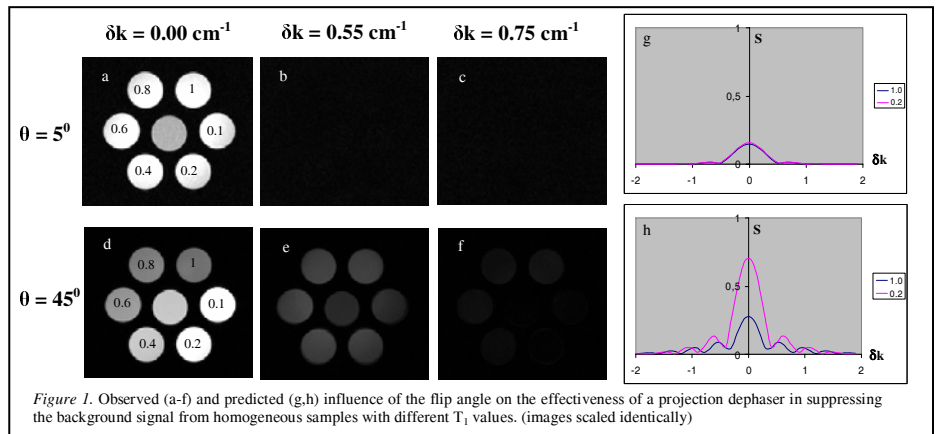 δk = 0.00 cm⁻¹ δk = 0.55 cm⁻¹ δk = 0.75 cm⁻¹
θ = 5⁰
a
0.8 1
0.6 0.1
0.4 0.2
b
c
g
S
1
0,5
0
-2 -1 0 1 2
δk
1.0
0.2
θ = 45⁰
d
0.8 1
0.6 0.1
0.4 0.2
e
f
h
S
1
0,5
0
-2 -1 0 1 2
δk
1.0
0.2
Figure 1. Observed (a-f) and predicted (g,h) influence of the flip angle on the effectiveness of a projection dephaser in suppressing
the background signal from homogeneous samples with different T₁ values. (images scaled identically)